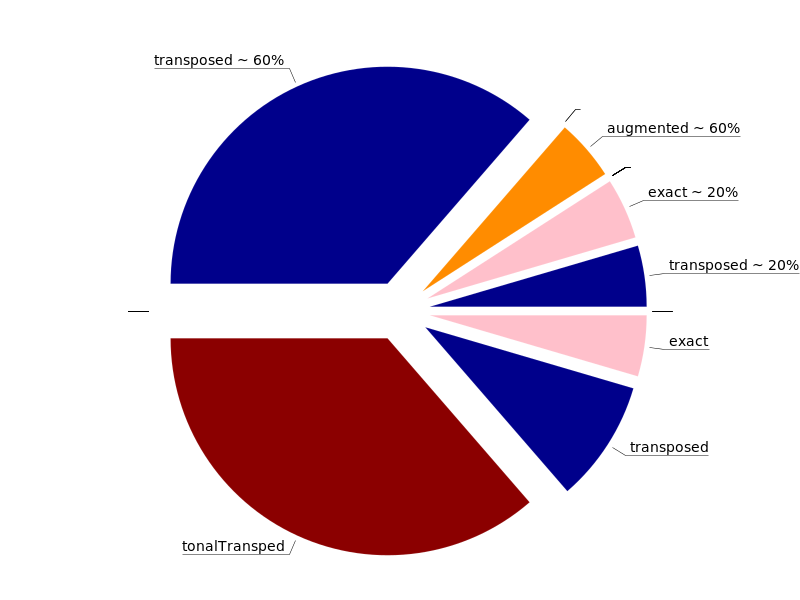 transposed ~ 60%
augmented ~ 60%
exact ~ 20%
transposed ~ 20%
exact
transposed
tonalTransped